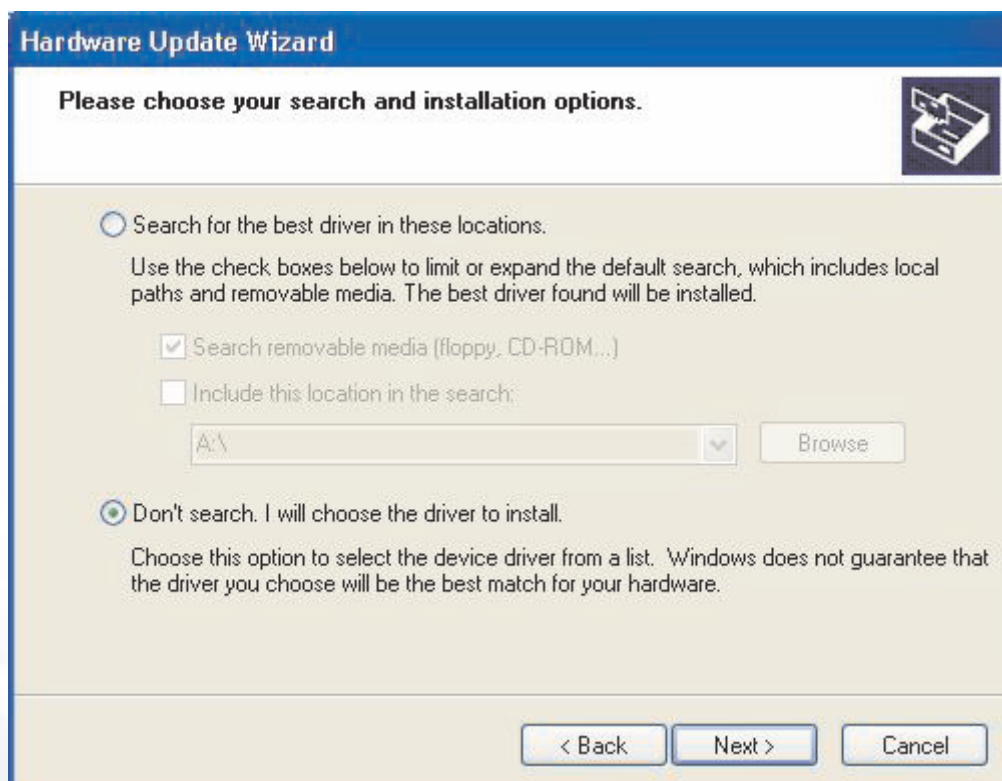 Hardware Update Wizard
Please choose your search and installation options.
Search for the best driver in these locations.
Use the check boxes below to limit or expand the default search, which includes local
paths and removable media. The best driver found will be installed.
Search removable media (floppy, CD-ROM...)
Include this location in the search:
A:\
Browse
Don't search. I will choose the driver to install.
Choose this option to select the device driver from a list. Windows does not guarantee that
the driver you choose will be the best match for your hardware.
< Back
Next >
Cancel